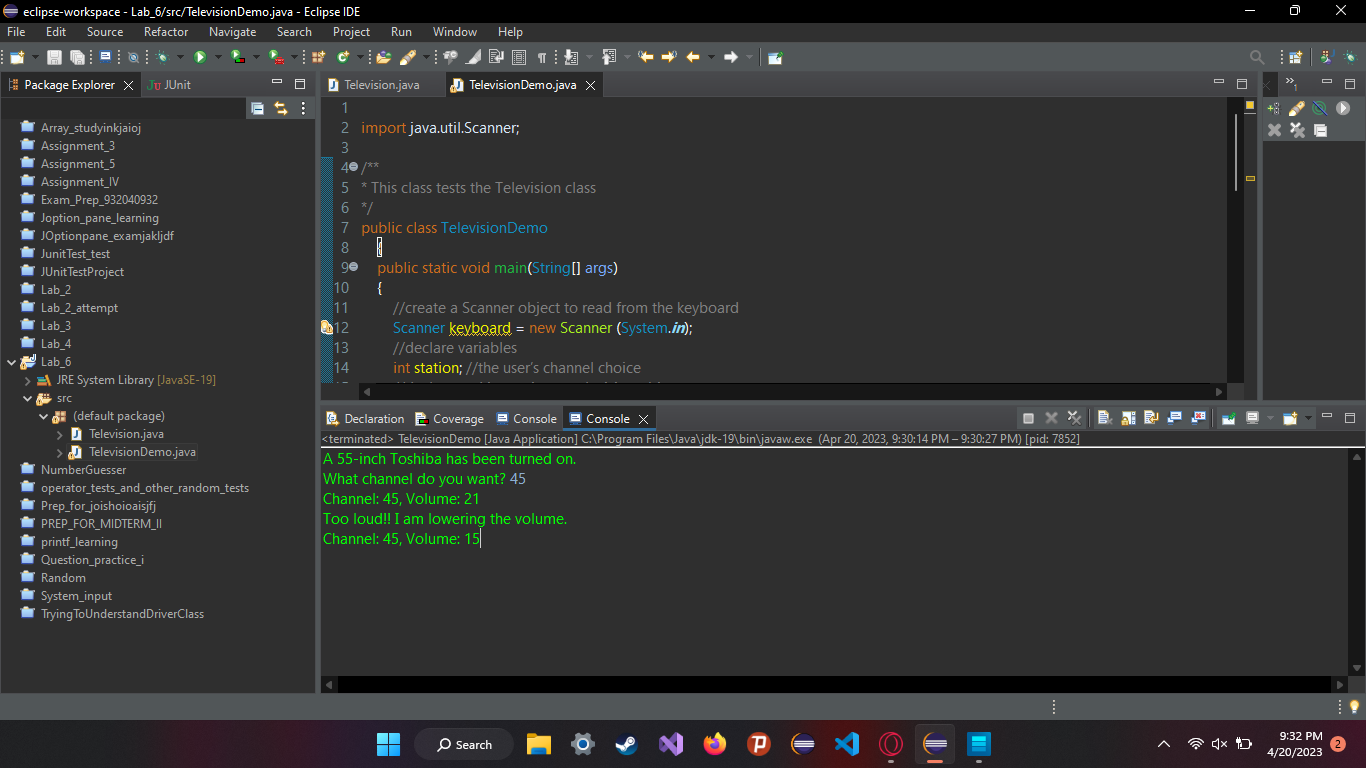 eclipse-workspace - Lab_6/src/TelevisionDemo.java - Eclipse IDE
File Edit Source Refactor Navigate Search Project Run Window Help
Package Explorer JUnit
Television.java TelevisionDemo.java
Array_studyinkjaioj
Assignment_3
Assignment_5
Assignment_IV
Exam_Prep_932040932
Joption_pane_learning
JOptionpane_examjakljdf
JunitTest_test
JUnitTestProject
Lab_2
Lab_2_attempt
Lab_3
Lab_4
Lab_6
JRE System Library [JavaSE-19]
src
(default package)
Television.java
TelevisionDemo.java
NumberGuesser
operator_tests_and_other_random_tests
Prep_for_joishoioaisjfj
PREP_FOR_MIDTERM_II
printf_learning
Question_practice_i
Random
System_input
TryingToUnderstandDriverClass
1
2 import java.util.Scanner;
3
4 /**
5 * This class tests the Television class
6 */
7 public class TelevisionDemo
8 {
9 public static void main(String[] args)
10 {
11 //create a Scanner object to read from the keyboard
12 Scanner keyboard = new Scanner (System.in);
13 //declare variables
14 int station; //the user's channel choice
Declaration Coverage Console Console
<terminated> TelevisionDemo [Java Application] C:\Program Files\Java\jdk-19\bin\javaw.exe (Apr 20, 2023, 9:30:14 PM – 9:30:27 PM) [pid: 7852]
A 55-inch Toshiba has been turned on.
What channel do you want? 45
Channel: 45, Volume: 21
Too loud!! I am lowering the volume.
Channel: 45, Volume: 15
Search
9:32 PM
4/20/2023
2